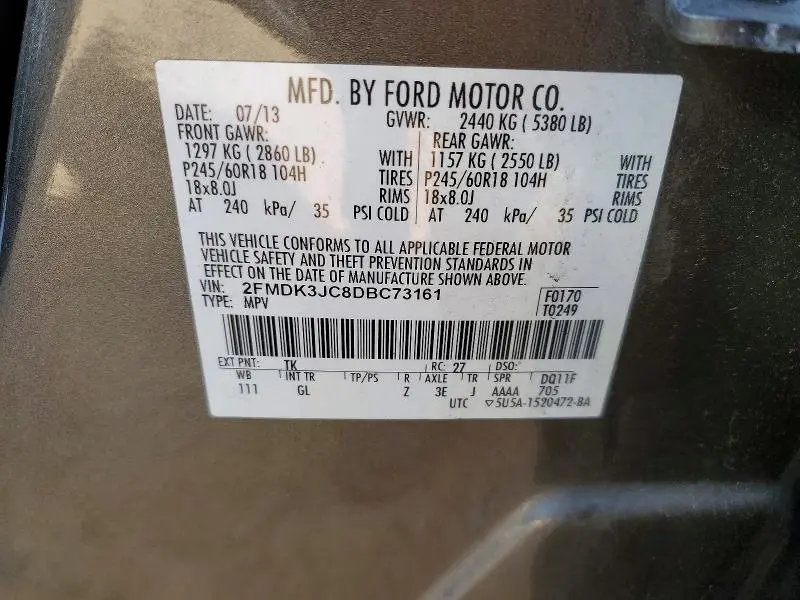 MFD. BY FORD MOTOR CO.
DATE: 07/13 GVWR: 2440 KG ( 5380 LB)
FRONT GAWR: REAR GAWR:
1297 KG ( 2860 LB) WITH 1157 KG ( 2550 LB) WITH
P245/60R18 104H TIRES P245/60R18 104H TIRES
18x8.0J RIMS 18x8.0J RIMS
AT 240 kPa/ 35 PSI COLD AT 240 kPa/ 35 PSI COLD
THIS VEHICLE CONFORMS TO ALL APPLICABLE FEDERAL MOTOR
VEHICLE SAFETY AND THEFT PREVENTION STANDARDS IN
EFFECT ON THE DATE OF MANUFACTURE SHOWN ABOVE.
VIN: 2FMDK3JC8DBC73161 F0170
TYPE: MPV T0249
EXT PNT: TK RC: 27 DSO:
WB INT TR TP/PS R AXLE TR SPR DQ11F
111 GL Z 3E J AAAA 705
UTC ▽5U5A-1520472-BA